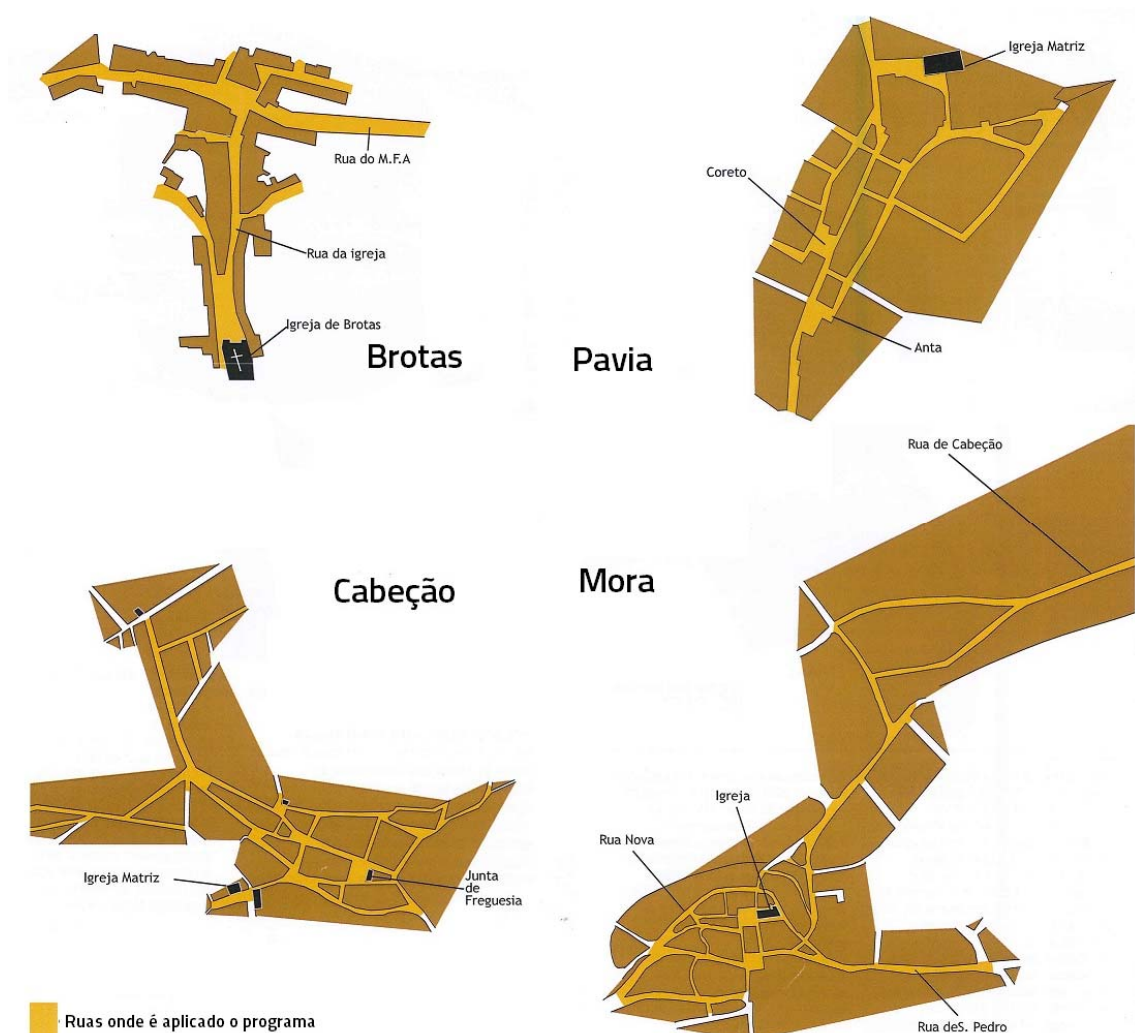 Igreja Matriz
Rua do M.F.A
Coreto
Rua da igreja
Igreja de Brotas
Brotas
Pavia
Anta
Rua de Cabeção
Cabeção
Mora
Igreja
Rua Nova
Igreja Matriz
Junta
de
Freguesia
Ruas onde é aplicado o programa
Rua deS. Pedro